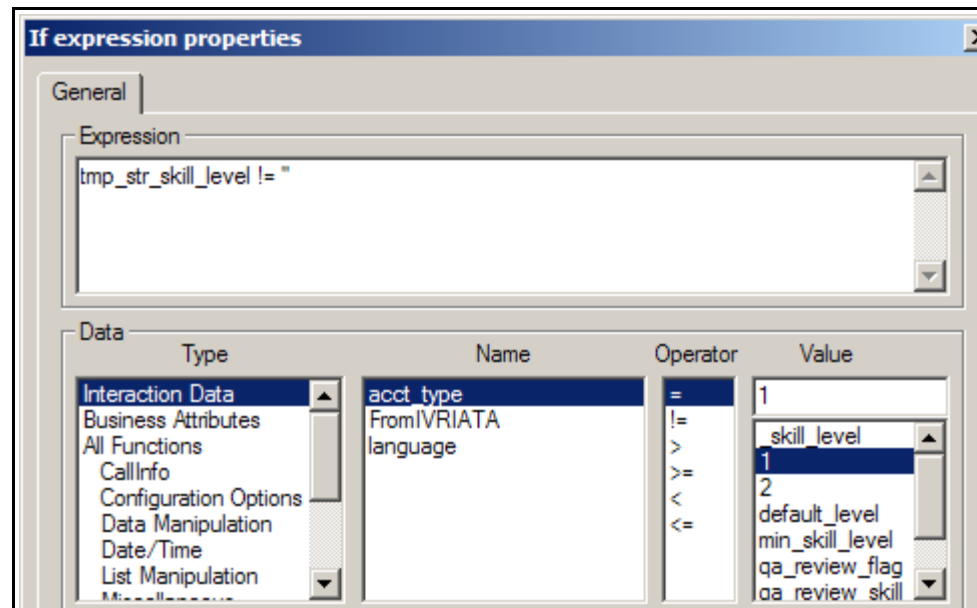 If expression properties
General
Expression
tmp_str_skill_level != ''
Data
Type
Name
Operator
Value
Interaction Data
Business Attributes
All Functions
CallInfo
Configuration Options
Data Manipulation
Date/Time
List Manipulation
acct_type
FromIVRIATA
language
=
!=
>
>=
<
<=
1
_skill_level
1
2
default_level
min_skill_level
qa_review_flag
qa_review_skill